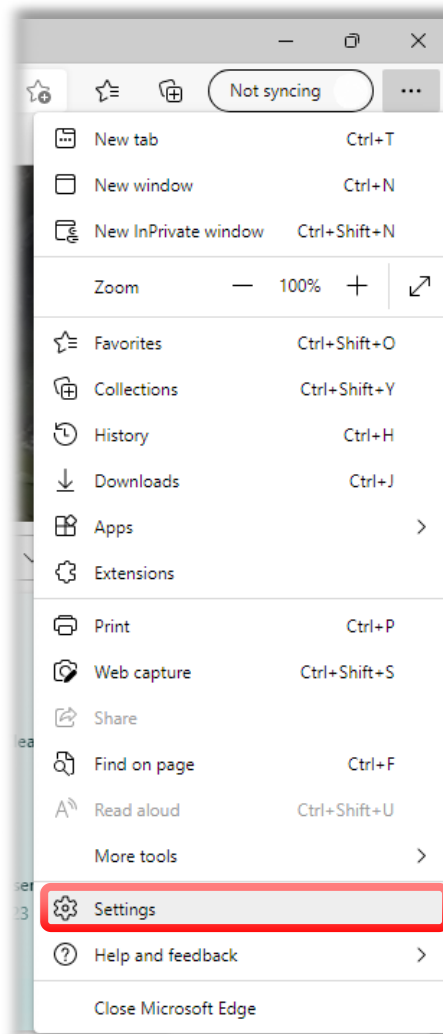 Not syncing
New tab Ctrl+T
New window Ctrl+N
New InPrivate window Ctrl+Shift+N
Zoom 100%
Favorites Ctrl+Shift+O
Collections Ctrl+Shift+Y
History Ctrl+H
Downloads Ctrl+J
Apps
Extensions
Print Ctrl+P
Web capture Ctrl+Shift+S
Share
Find on page Ctrl+F
Read aloud Ctrl+Shift+U
More tools
Settings
Help and feedback
Close Microsoft Edge